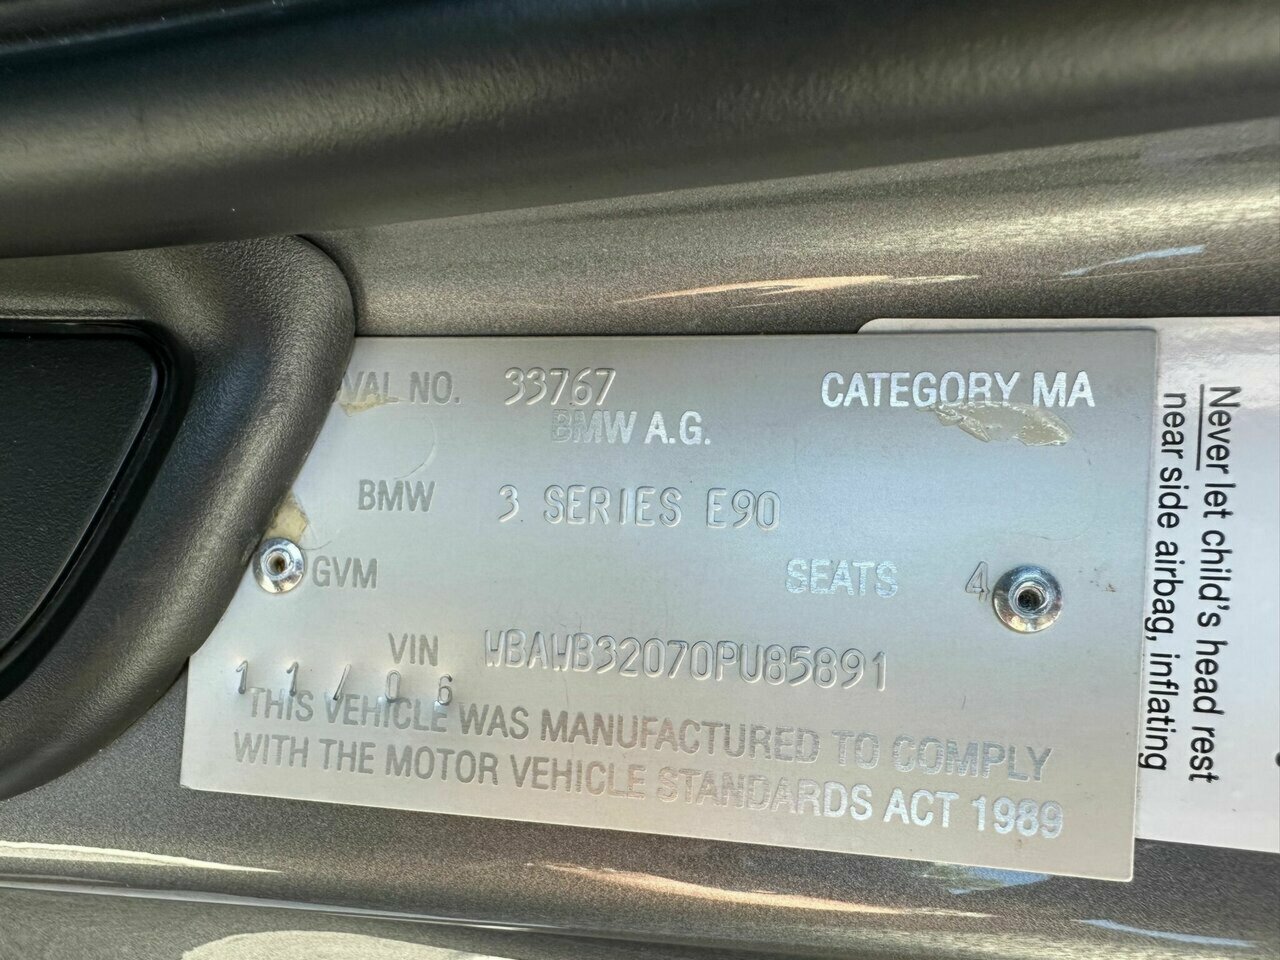 OVAL NO. 33767 CATEGORY MA
BMW A.G.
BMW 3 SERIES E90
GVM SEATS 4
VIN WBAWB32070PU85891
11/06
THIS VEHICLE WAS MANUFACTURED TO COMPLY
WITH THE MOTOR VEHICLE STANDARDS ACT 1989
Never let child's head rest
near side airbag, inflating